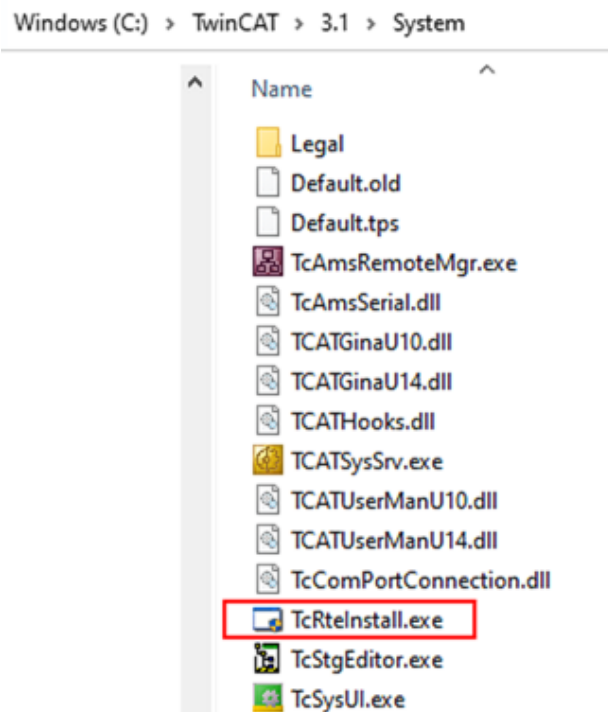 Windows (C:) > TwinCAT > 3.1 > System
Name
Legal
Default.old
Default.tps
TcAmsRemoteMgr.exe
TcAmsSerial.dll
TCATGinaU10.dll
TCATGinaU14.dll
TCATHooks.dll
TCATSysSrv.exe
TCATUserManU10.dll
TCATUserManU14.dll
TcComPortConnection.dll
TcRteInstall.exe
TcStgEditor.exe
TcSysUI.exe